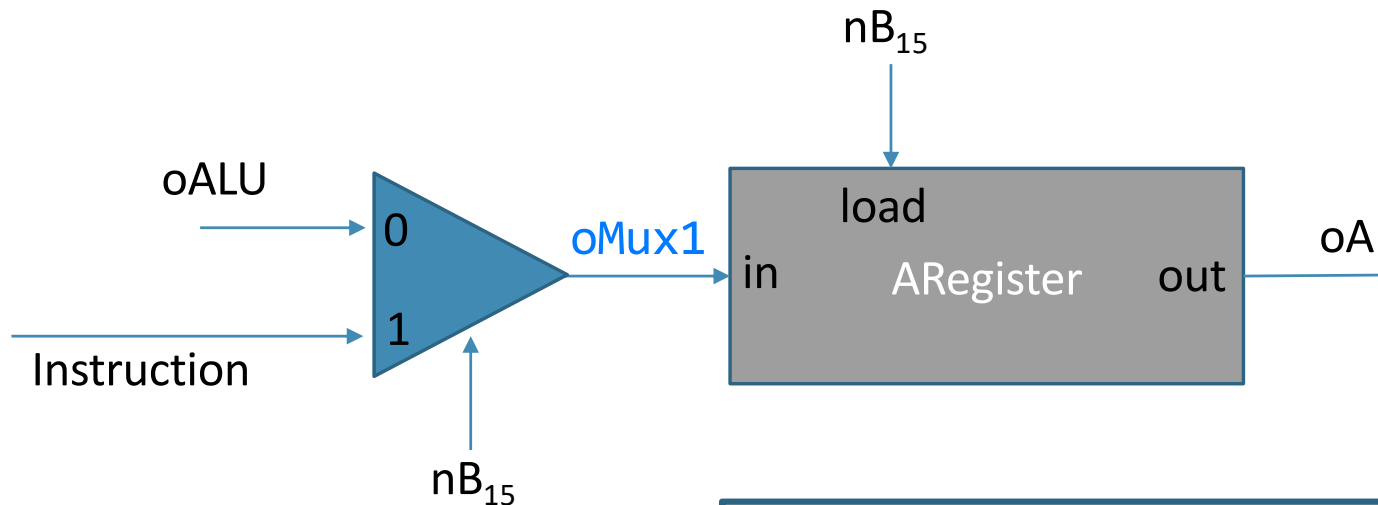 nB₁₅
oALU
0
load
oMux1
oA
in
ARegister
out
1
Instruction
nB₁₅